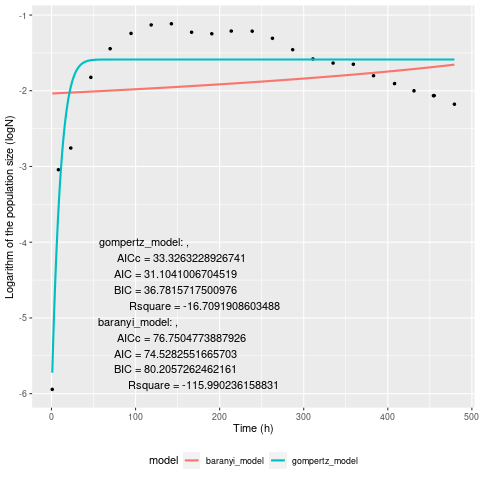 -1
-2
-3
-4
-5
-6
Logarithm of the population size (logN)
gompertz_model: ,
AICc = 33.3263228926741
AIC = 31.1041006704519
BIC = 36.7815717500976
Rsquare = -16.7091908603488
baranyi_model: ,
AICc = 76.7504773887926
AIC = 74.5282551665703
BIC = 80.2057262462161
Rsquare = -115.990236158831
0 100 200 300 400 500
Time (h)
model baranyi_model gompertz_model